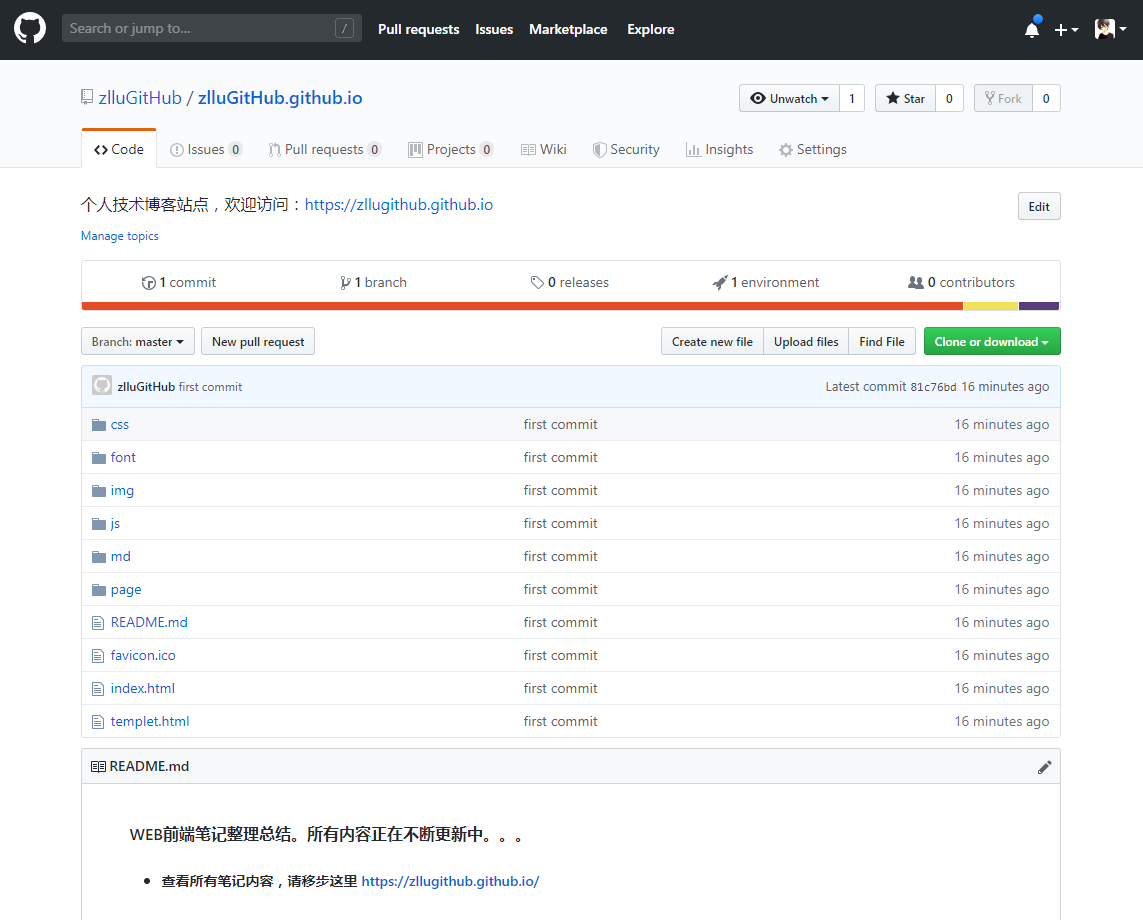 Search or jump to... / Pull requests Issues Marketplace Explore
zlluGitHub / zlluGitHub.github.io Unwatch 1 Star 0 Fork 0
Code Issues 0 Pull requests 0 Projects 0 Wiki Security Insights Settings
个人技术博客站点，欢迎访问：https://zllugithub.github.io Edit
Manage topics
1 commit 1 branch 0 releases 1 environment 0 contributors
Branch: master New pull request Create new file Upload files Find File Clone or download
zlluGitHub first commit Latest commit 81c76bd 16 minutes ago
css first commit 16 minutes ago
font first commit 16 minutes ago
img first commit 16 minutes ago
js first commit 16 minutes ago
md first commit 16 minutes ago
page first commit 16 minutes ago
README.md first commit 16 minutes ago
favicon.ico first commit 16 minutes ago
index.html first commit 16 minutes ago
templet.html first commit 16 minutes ago
README.md
WEB前端笔记整理总结。所有内容正在不断更新中。。。
• 查看所有笔记内容，请移步这里 https://zllugithub.github.io/